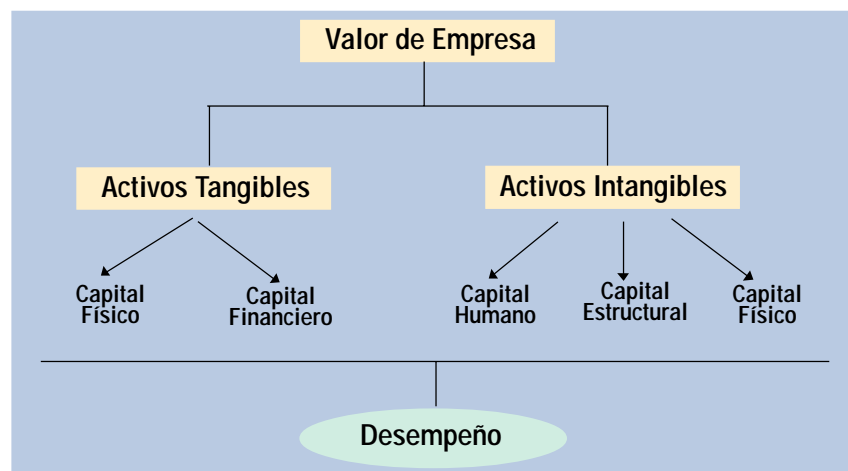 Valor de Empresa
Activos Tangibles
Activos Intangibles
Capital
Físico
Capital
Financiero
Capital
Humano
Capital
Estructural
Capital
Físico
Desempeño